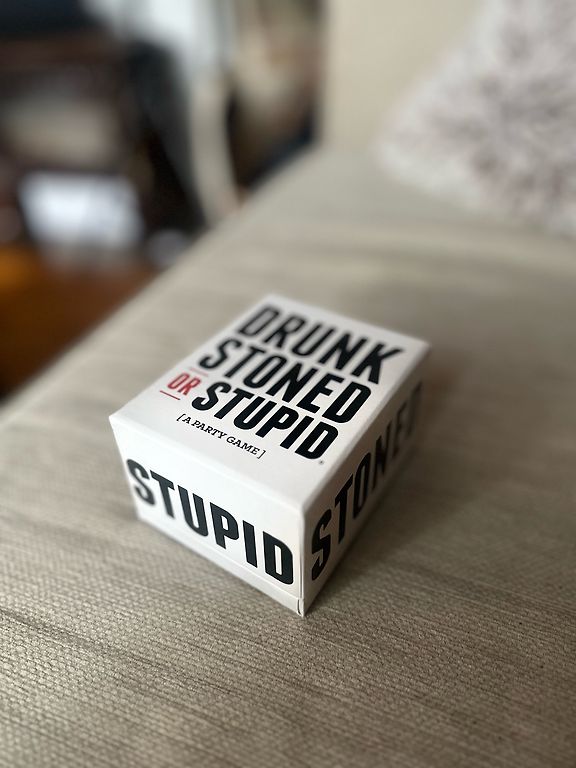 DRUNK
STONED
OR STUPID
[A PARTY GAME]
STUPID
STONED